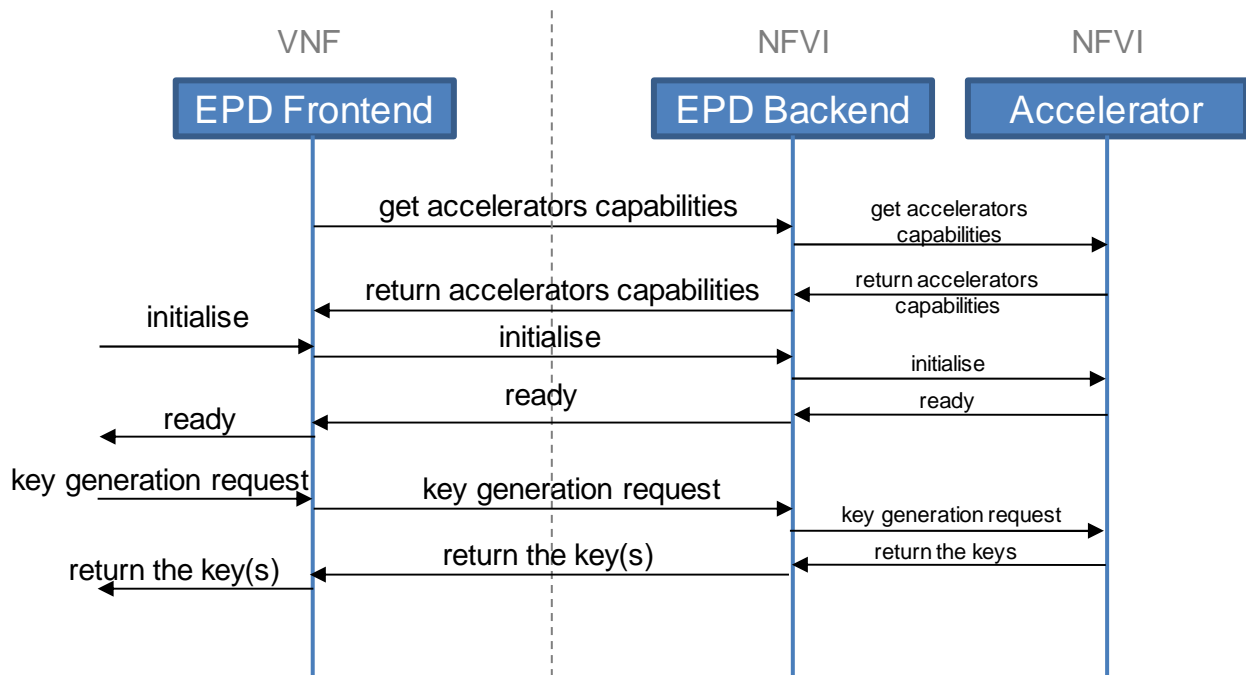 VNF
NFVI
NFVI
EPD Frontend
EPD Backend
Accelerator
get accelerators capabilities
get accelerators
capabilities
return accelerators capabilities
return accelerators
capabilities
initialise
initialise
initialise
ready
ready
ready
key generation request
key generation request
key generation request
return the key(s)
return the key(s)
return the keys